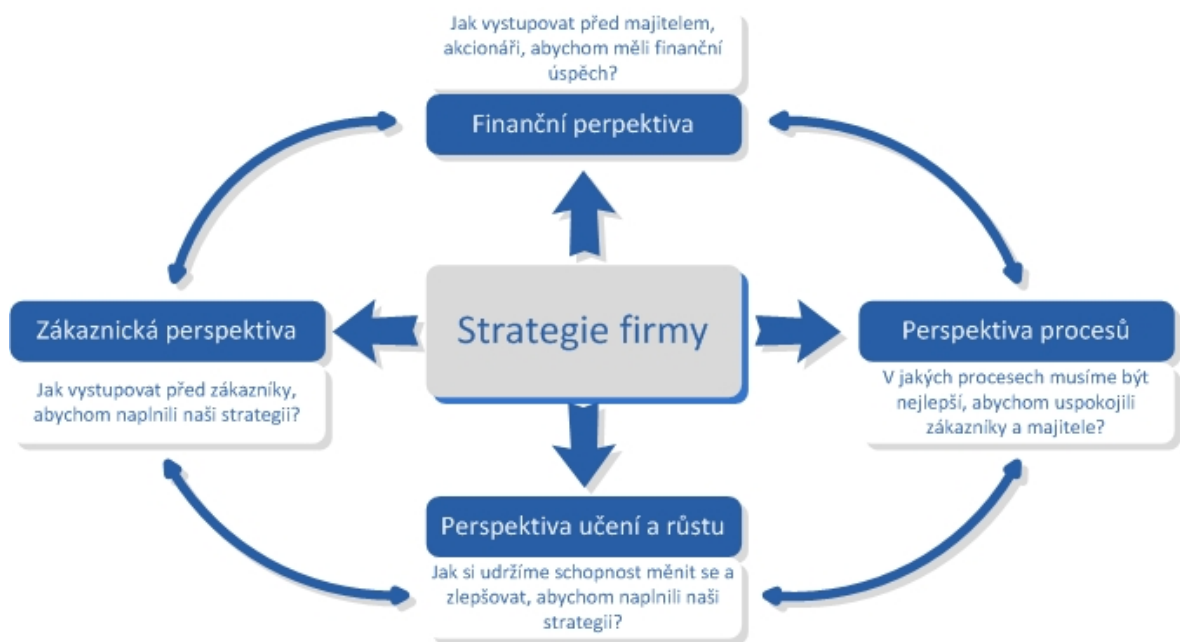 Jak vystupovat před majitelem,
akcionáři, abychom měli finanční
úspěch?
Finanční perpektiva
Zákaznická perspektiva
Jak vystupovat před zákazníky,
abychom naplnili naši strategii?
Strategie firmy
Perspektiva procesů
V jakých procesech musíme být
nejlepší, abychom uspokojili
zákazníky a majitele?
Perspektiva učení a růstu
Jak si udržíme schopnost měnit se a
zlepšovat, abychom naplnili naši
strategii?